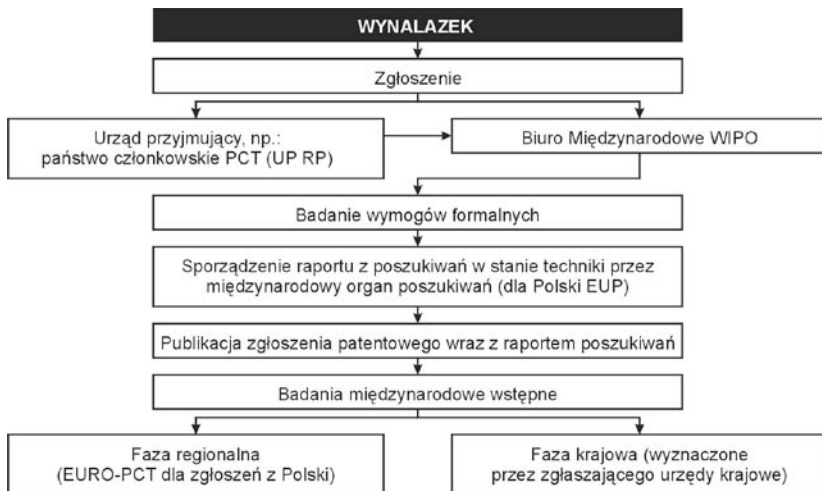 WYNALAZEK
Zgłoszenie
Urząd przyjmujący, np.:
państwo członkowskie PCT (UP RP)
Biuro Międzynarodowe WIPO
Badanie wymogów formalnych
Sporządzenie raportu z poszukiwań w stanie techniki przez
międzynarodowy organ poszukiwań (dla Polski EUP)
Publikacja zgłoszenia patentowego wraz z raportem poszukiwań
Badania międzynarodowe wstępne
Faza regionalna
(EURO-PCT dla zgłoszeń z Polski)
Faza krajowa (wyznaczone
przez zgłaszającego urzędy krajowe)